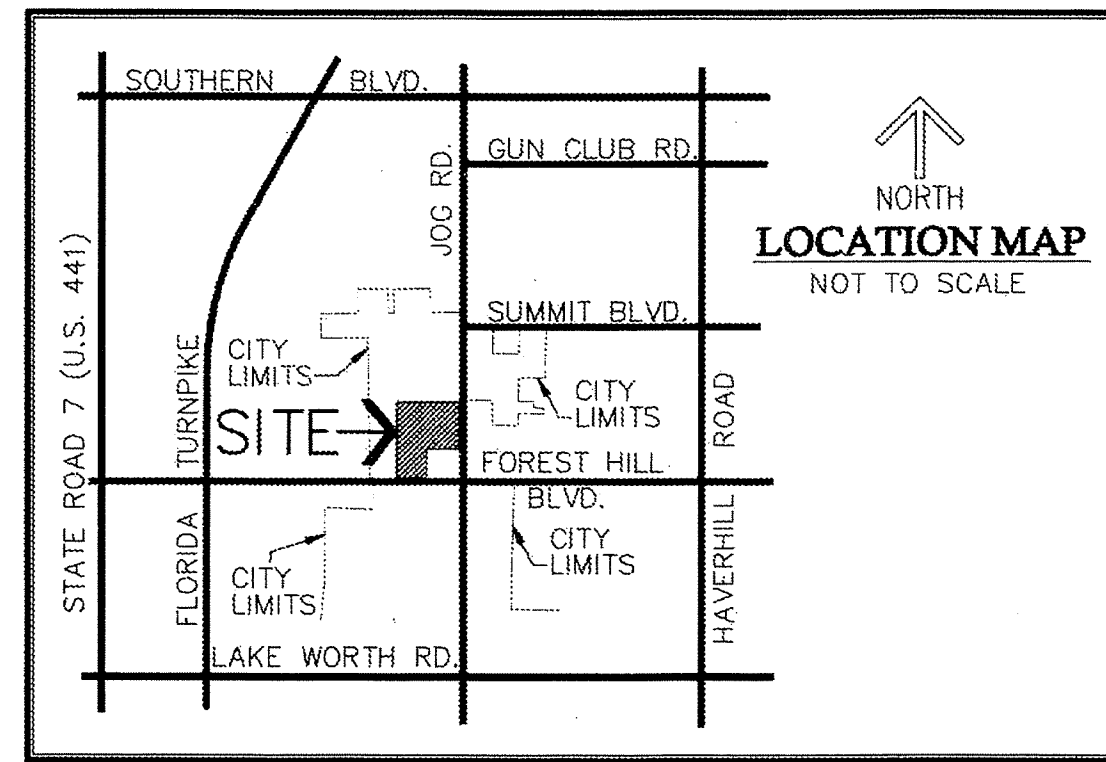 SOUTHERN BLVD.
GUN CLUB RD.
JOG RD.
NORTH
LOCATION MAP
NOT TO SCALE
STATE ROAD 7 (U.S. 441)
SUMMIT BLVD.
CITY
LIMITS
CITY
LIMITS
FLORIDA TURNPIKE
SITE
HAVERHILL ROAD
FOREST HILL
BLVD.
CITY
LIMITS
CITY
LIMITS
LAKE WORTH RD.